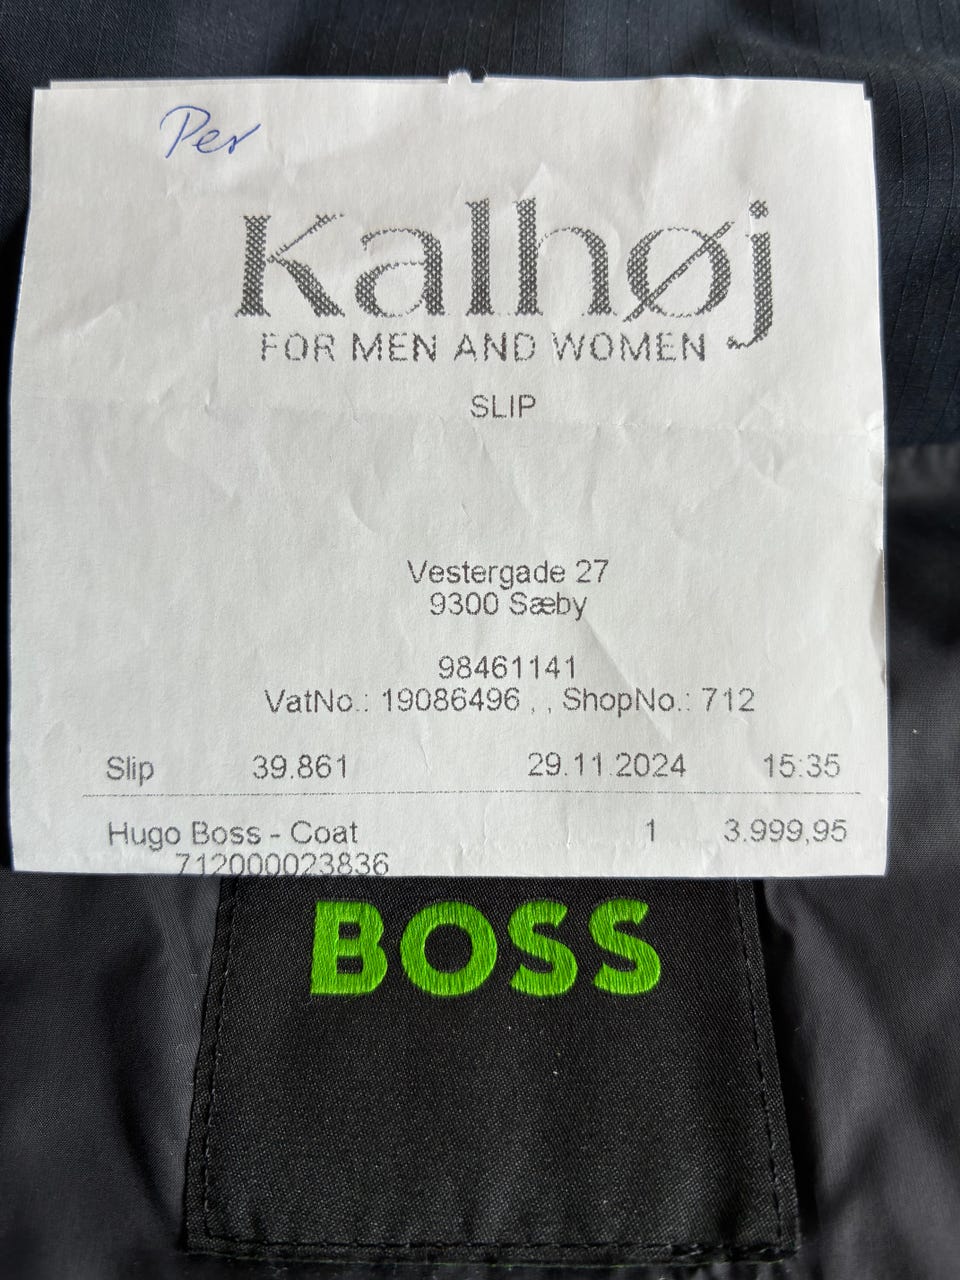 Per
Kalhøj
FOR MEN AND WOMEN
SLIP
Vestergade 27
9300 Sæby
98461141
VatNo.: 19086496 , , ShopNo.: 712
Slip 39.861 29.11.2024 15:35
Hugo Boss - Coat 1 3.999,95
712000023836
BOSS